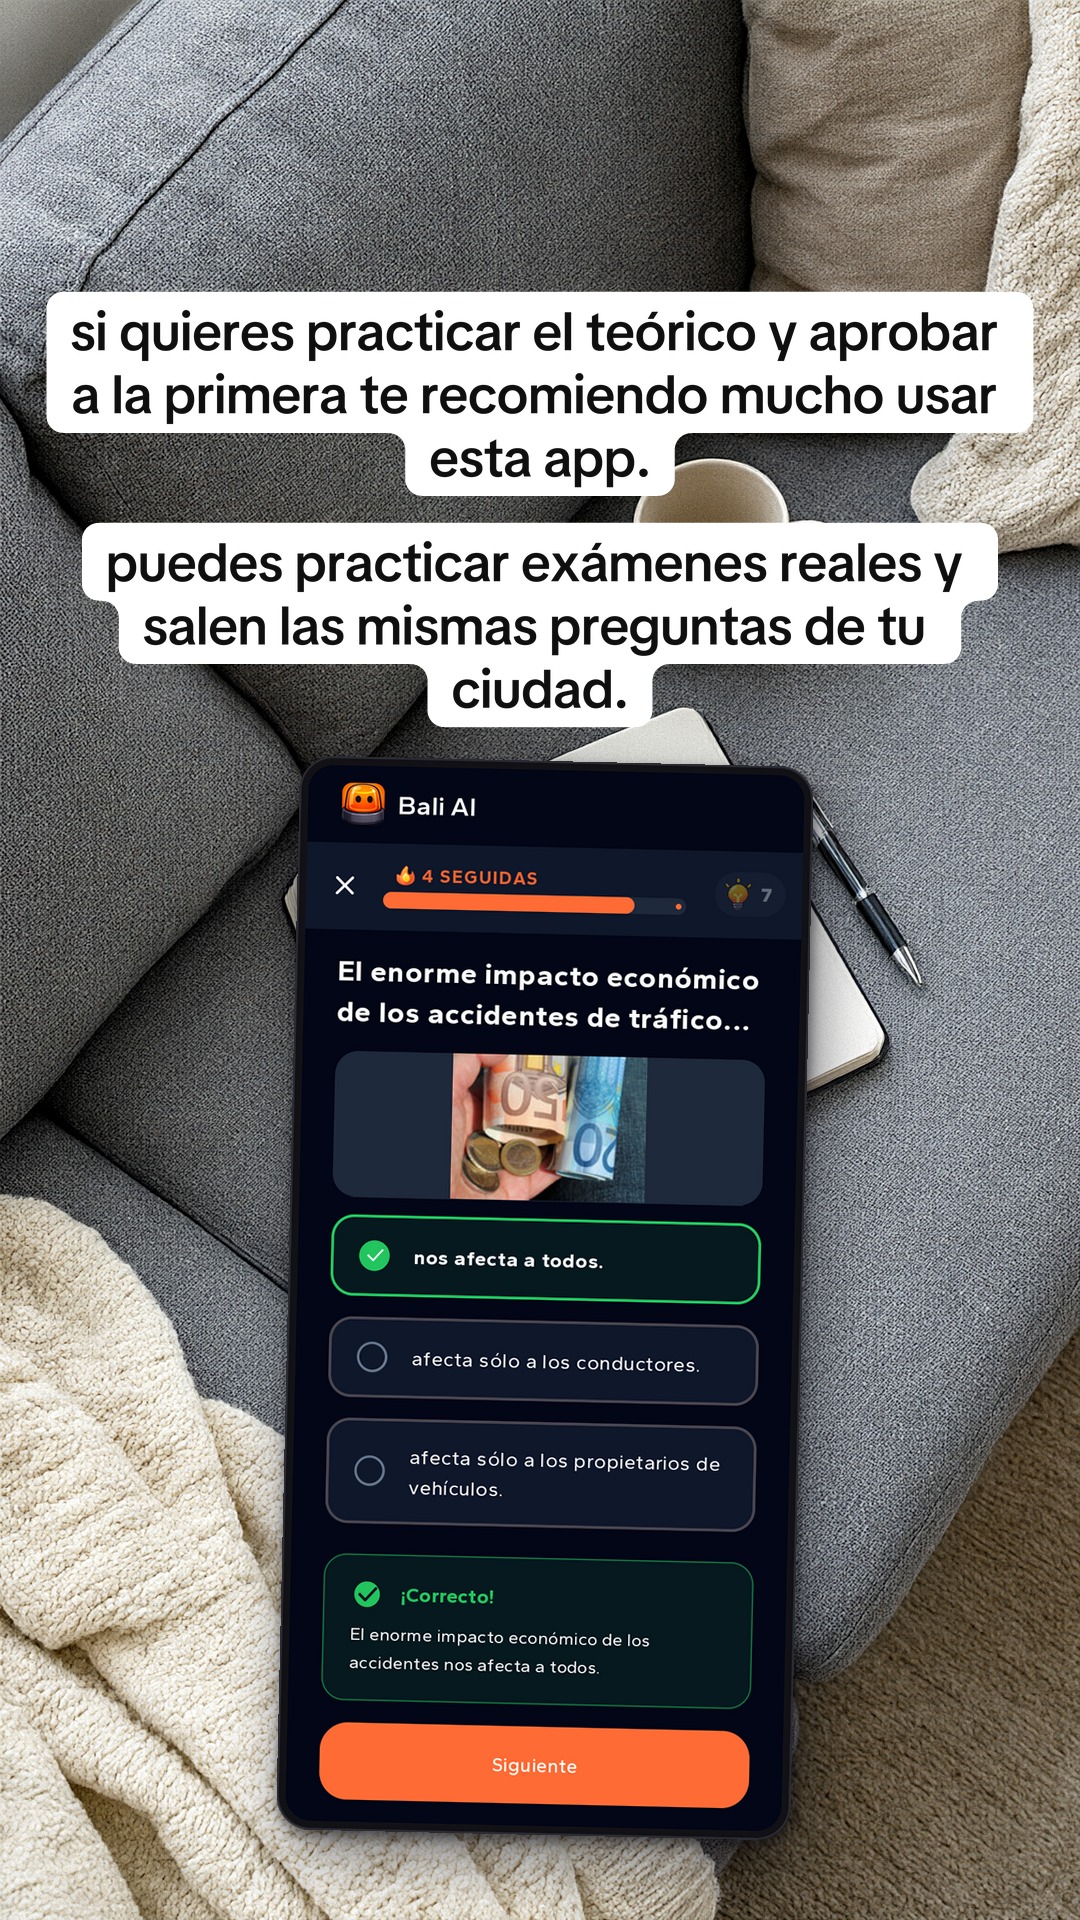 si quieres practicar el teórico y aprobar
a la primera te recomiendo mucho usar
esta app.
puedes practicar exámenes reales y
salen las mismas preguntas de tu
ciudad.
Bali AI
4 SEGUIDAS
7
El enorme impacto económico
de los accidentes de tráfico...
50
20
nos afecta a todos.
afecta sólo a los conductores.
afecta sólo a los propietarios de
vehículos.
¡Correcto!
El enorme impacto económico de los
accidentes nos afecta a todos.
Siguiente